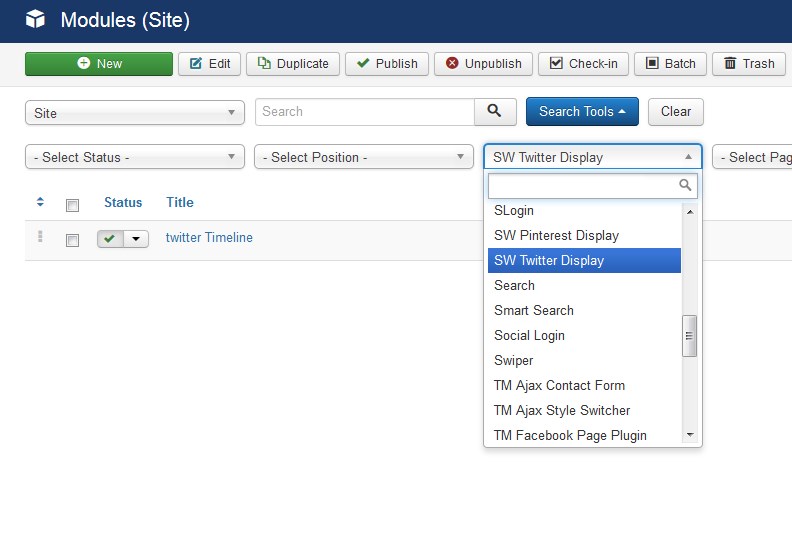 Modules (Site)
New Edit Duplicate Publish Unpublish Check-in Batch Trash
Site Search Search Tools Clear
- Select Status - - Select Position - SW Twitter Display - Select Pag
Status Title
twitter Timeline
SLogin
SW Pinterest Display
SW Twitter Display
Search
Smart Search
Social Login
Swiper
TM Ajax Contact Form
TM Ajax Style Switcher
TM Facebook Page Plugin